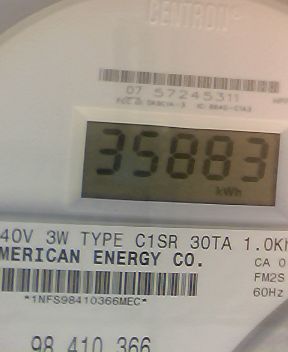 CENTRON
07 57245311
35883
kWh
40V 3W TYPE C1SR 30TA 1.0Kh
MERICAN ENERGY CO.
CA 0
FM2S
*1NFS98410366MEC*
60Hz
98 410 366